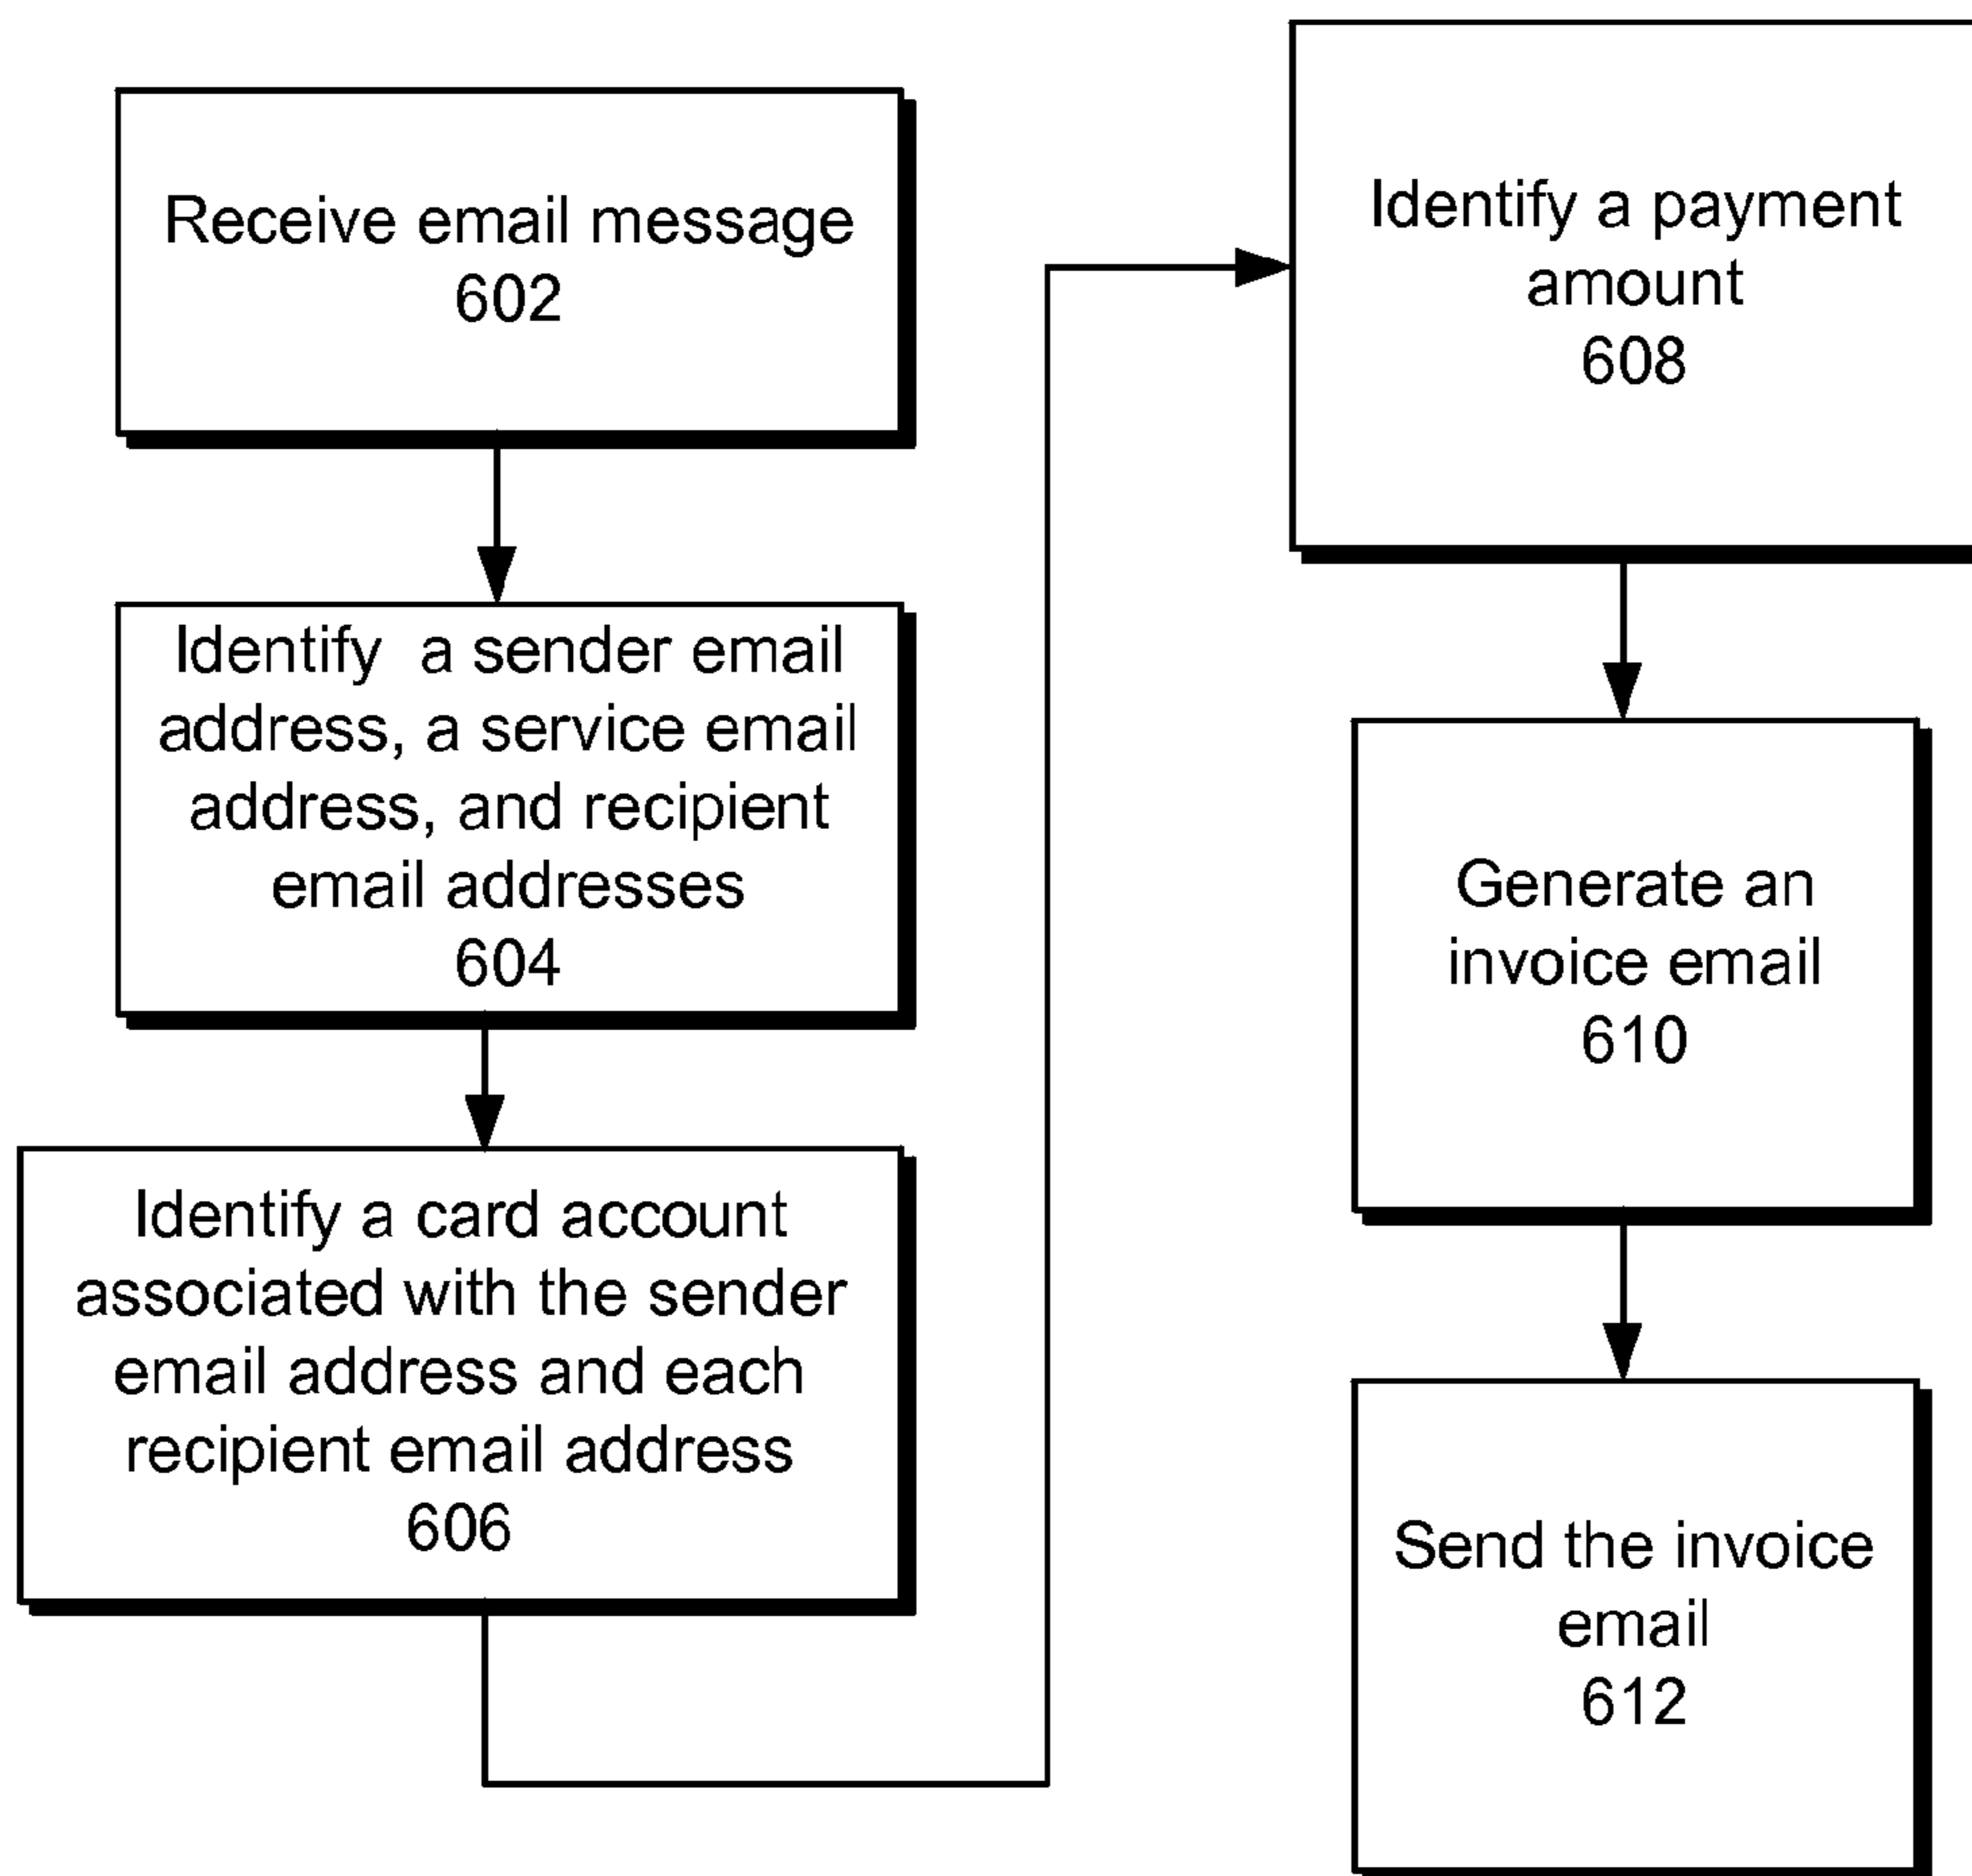 Receive email message
602
Identify a sender email
address, a service email
address, and recipient
email addresses
604
Identify a card account
associated with the sender
email address and each
recipient email address
606
Identify a payment
amount
608
Generate an
invoice email
610
Send the invoice
email
612